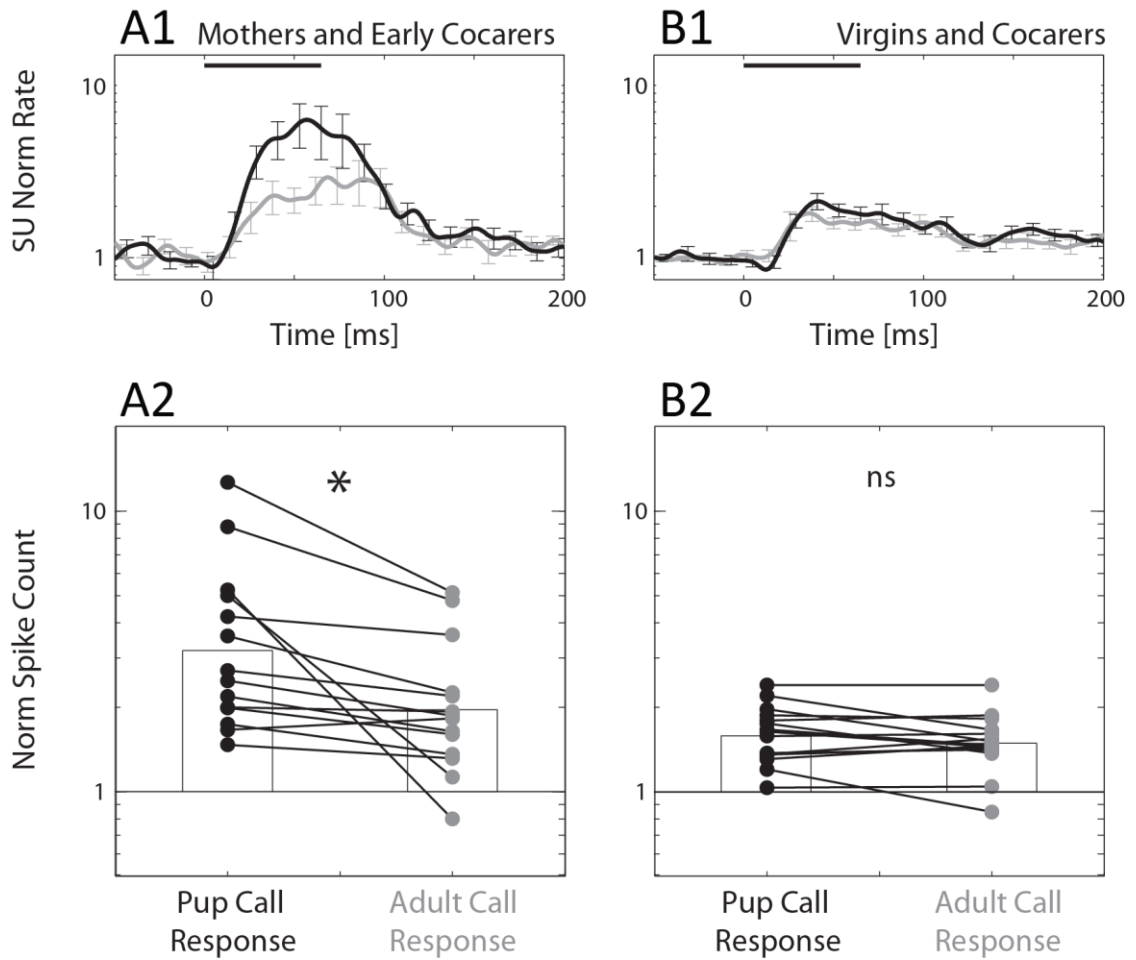 A1 Mothers and Early Cocarers
B1 Virgins and Cocarers
SU Norm Rate
10
1
0
100
200
Time [ms]
10
1
0
100
200
Time [ms]
A2
B2
Norm Spike Count
*
ns
10
1
10
1
Pup Call
Response
Adult Call
Response
Pup Call
Response
Adult Call
Response